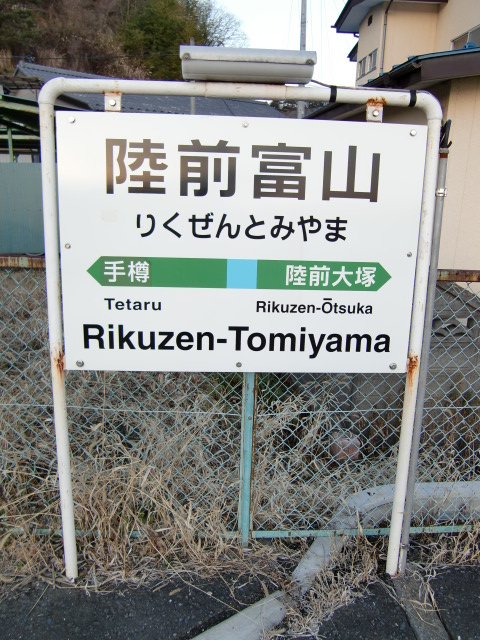 陸前富山
りくぜんとみやま
手樽 陸前大塚
Tetaru Rikuzen-Ōtsuka
Rikuzen-Tomiyama